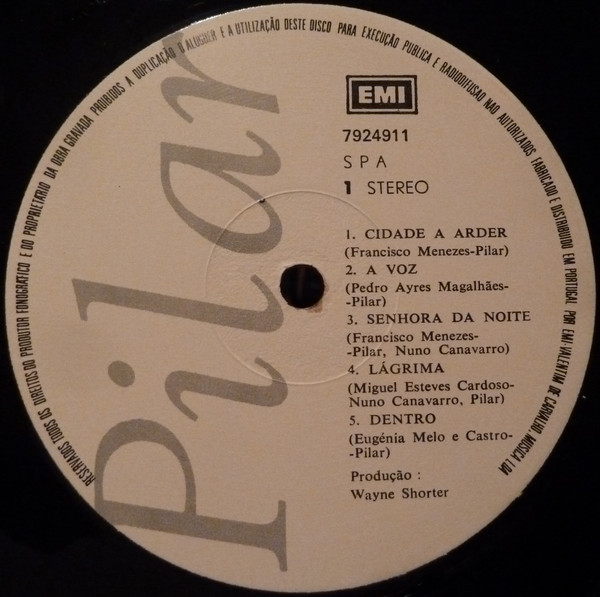 RESERVADOS TODOS OS DIREITOS DO PRODUTOR FONOGRÁFICO E DO PROPRIETÁRIO DA OBRA GRAVADA PROIBIDOS A DUPLICAÇÃO O ALUGUER E A UTILIZAÇÃO DESTE DISCO PARA EXECUÇÃO PÚBLICA E RADIODIFUSÃO NÃO AUTORIZADOS FABRICADO E DISTRIBUIDO EM PORTUGAL POR EMI-VALENTIM DE CARVALHO, MÚSICA LDA
Pilar
EMI
7924911
S P A
1 STEREO
1. CIDADE A ARDER
(Francisco Menezes-Pilar)
2. A VOZ
(Pedro Ayres Magalhães-
-Pilar)
3. SENHORA DA NOITE
(Francisco Menezes-
-Pilar, Nuno Canavarro)
4. LÁGRIMA
(Miguel Esteves Cardoso-
Nuno Canavarro, Pilar)
5. DENTRO
(Eugénia Melo e Castro-
-Pilar)
Produção :
Wayne Shorter